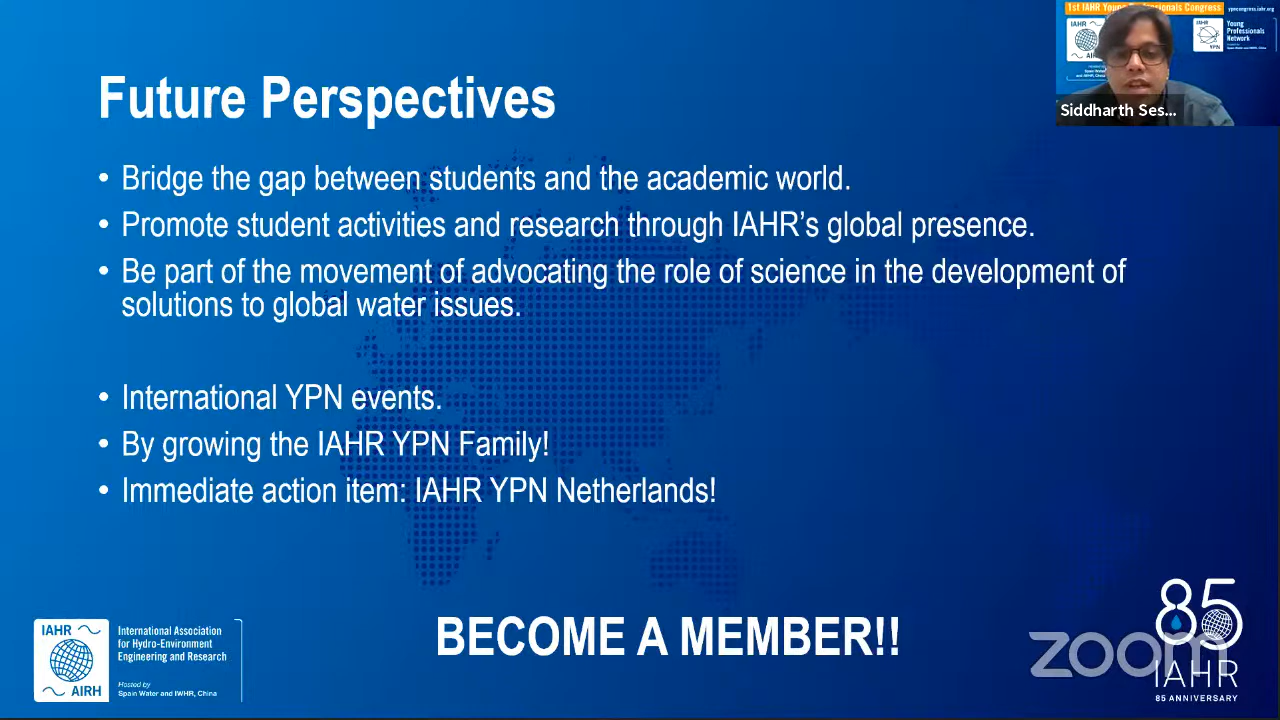 1st IAHR Young Professionals Congress
ypncongress.iahr.org
IAHR
IAHR
YPN
Young
Professionals
Network
Siddharth Ses...
Future Perspectives
• Bridge the gap between students and the academic world.
• Promote student activities and research through IAHR's global presence.
• Be part of the movement of advocating the role of science in the development of
solutions to global water issues.
• International YPN events.
• By growing the IAHR YPN Family!
• Immediate action item: IAHR YPN Netherlands!
BECOME A MEMBER!!
IAHR
AIRH
International Association
for Hydro-Environment
Engineering and Research
Hosted by
Spain Water and IWHR, China
85
zoom
IAHR
85 ANNIVERSARY